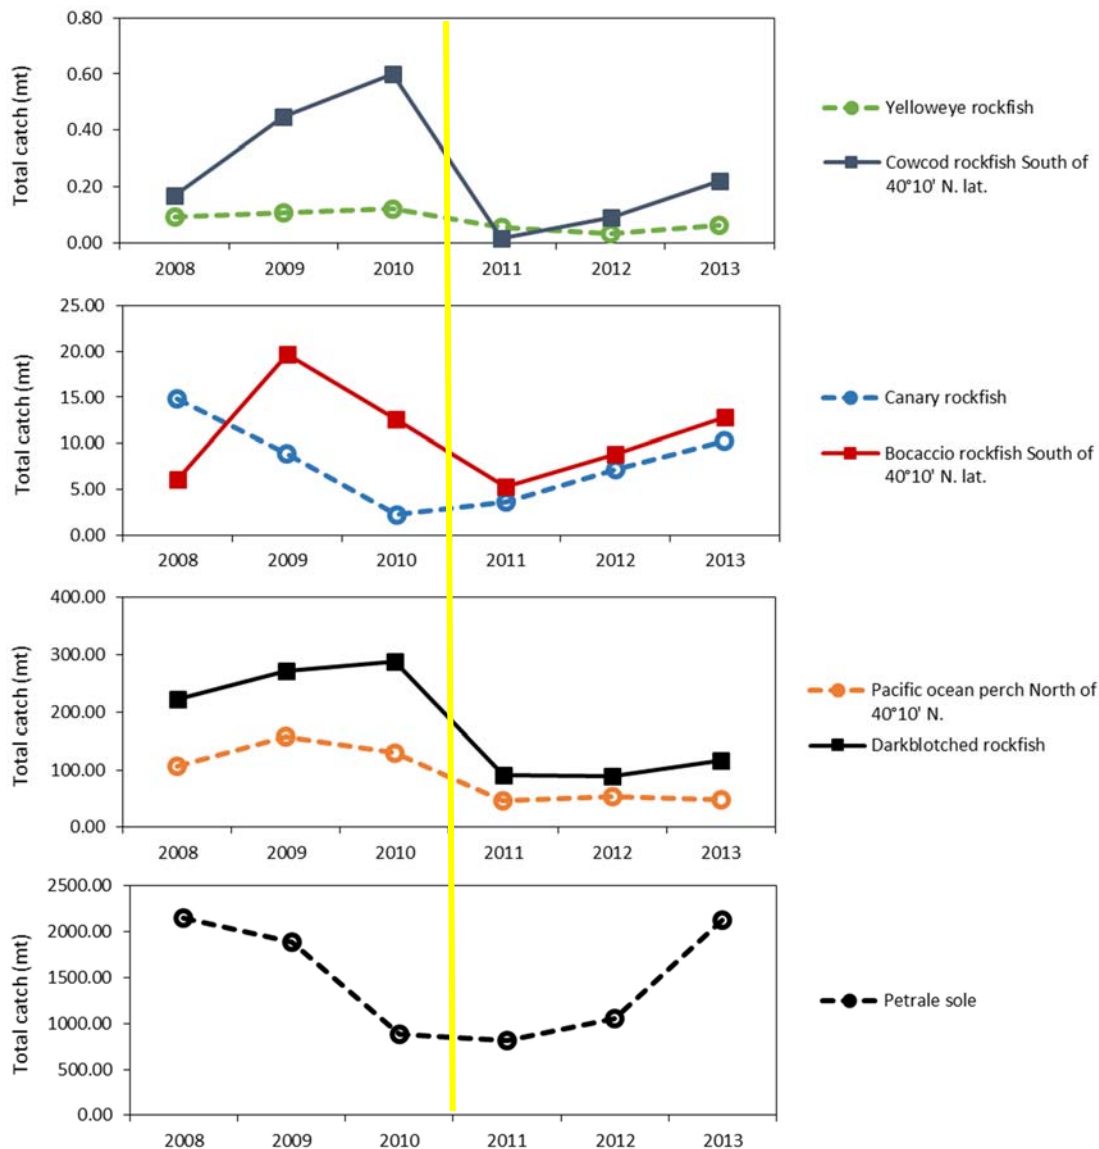 Total catch (mt)
0.80
0.60
0.40
0.20
0.00
2008 2009 2010 2011 2012 2013
Yelloweye rockfish
Cowcod rockfish South of
40°10' N. lat.
Total catch (mt)
25.00
20.00
15.00
10.00
5.00
0.00
2008 2009 2010 2011 2012 2013
Canary rockfish
Bocaccio rockfish South of
40°10' N. lat.
Total catch (mt)
400.00
300.00
200.00
100.00
0.00
2008 2009 2010 2011 2012 2013
Pacific ocean perch North of
40°10' N.
Darkblotched rockfish
Total catch (mt)
2500.00
2000.00
1500.00
1000.00
500.00
0.00
2008 2009 2010 2011 2012 2013
Petrale sole